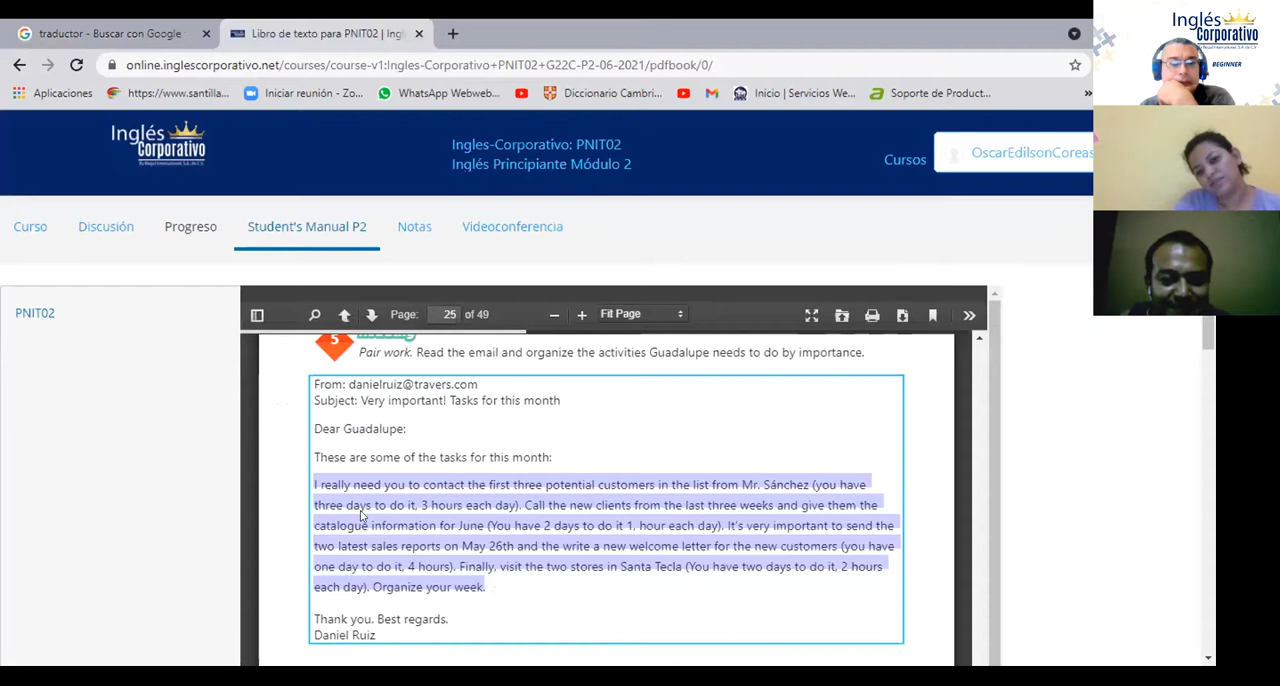 traductor - Buscar con Google
Libro de texto para PNIT02 | Ing
online.inglescorporativo.net/courses/course-v1:Ingles-Corporativo+PNIT02+G22C-P2-06-2021/pdfbook/0/
Aplicaciones
https://www.santilla...
Iniciar reunión - Zo...
WhatsApp Webweb...
Diccionario Cambri...
Inicio | Servicios We...
Soporte de Product...
»
Inglés
Corporativo
BEGINNER
Inglés
Corporativo
Ingles-Corporativo: PNIT02
Inglés Principiante Módulo 2
Cursos
OscarEdilsonCoreas
Curso
Discusión
Progreso
Student's Manual P2
Notas
Videoconferencia
PNIT02
Page: 25 of 49
Fit Page
5
Pair work. Read the email and organize the activities Guadalupe needs to do by importance.
From: danielruiz@travers.com
Subject: Very important! Tasks for this month
Dear Guadalupe:
These are some of the tasks for this month:
I really need you to contact the first three potential customers in the list from Mr. Sánchez (you have
three days to do it, 3 hours each day). Call the new clients from the last three weeks and give them the
catalogue information for June (You have 2 days to do it 1, hour each day). It's very important to send the
two latest sales reports on May 26th and the write a new welcome letter for the new customers (you have
one day to do it, 4 hours). Finally, visit the two stores in Santa Tecla (You have two days to do it, 2 hours
each day). Organize your week.
Thank you. Best regards.
Daniel Ruiz